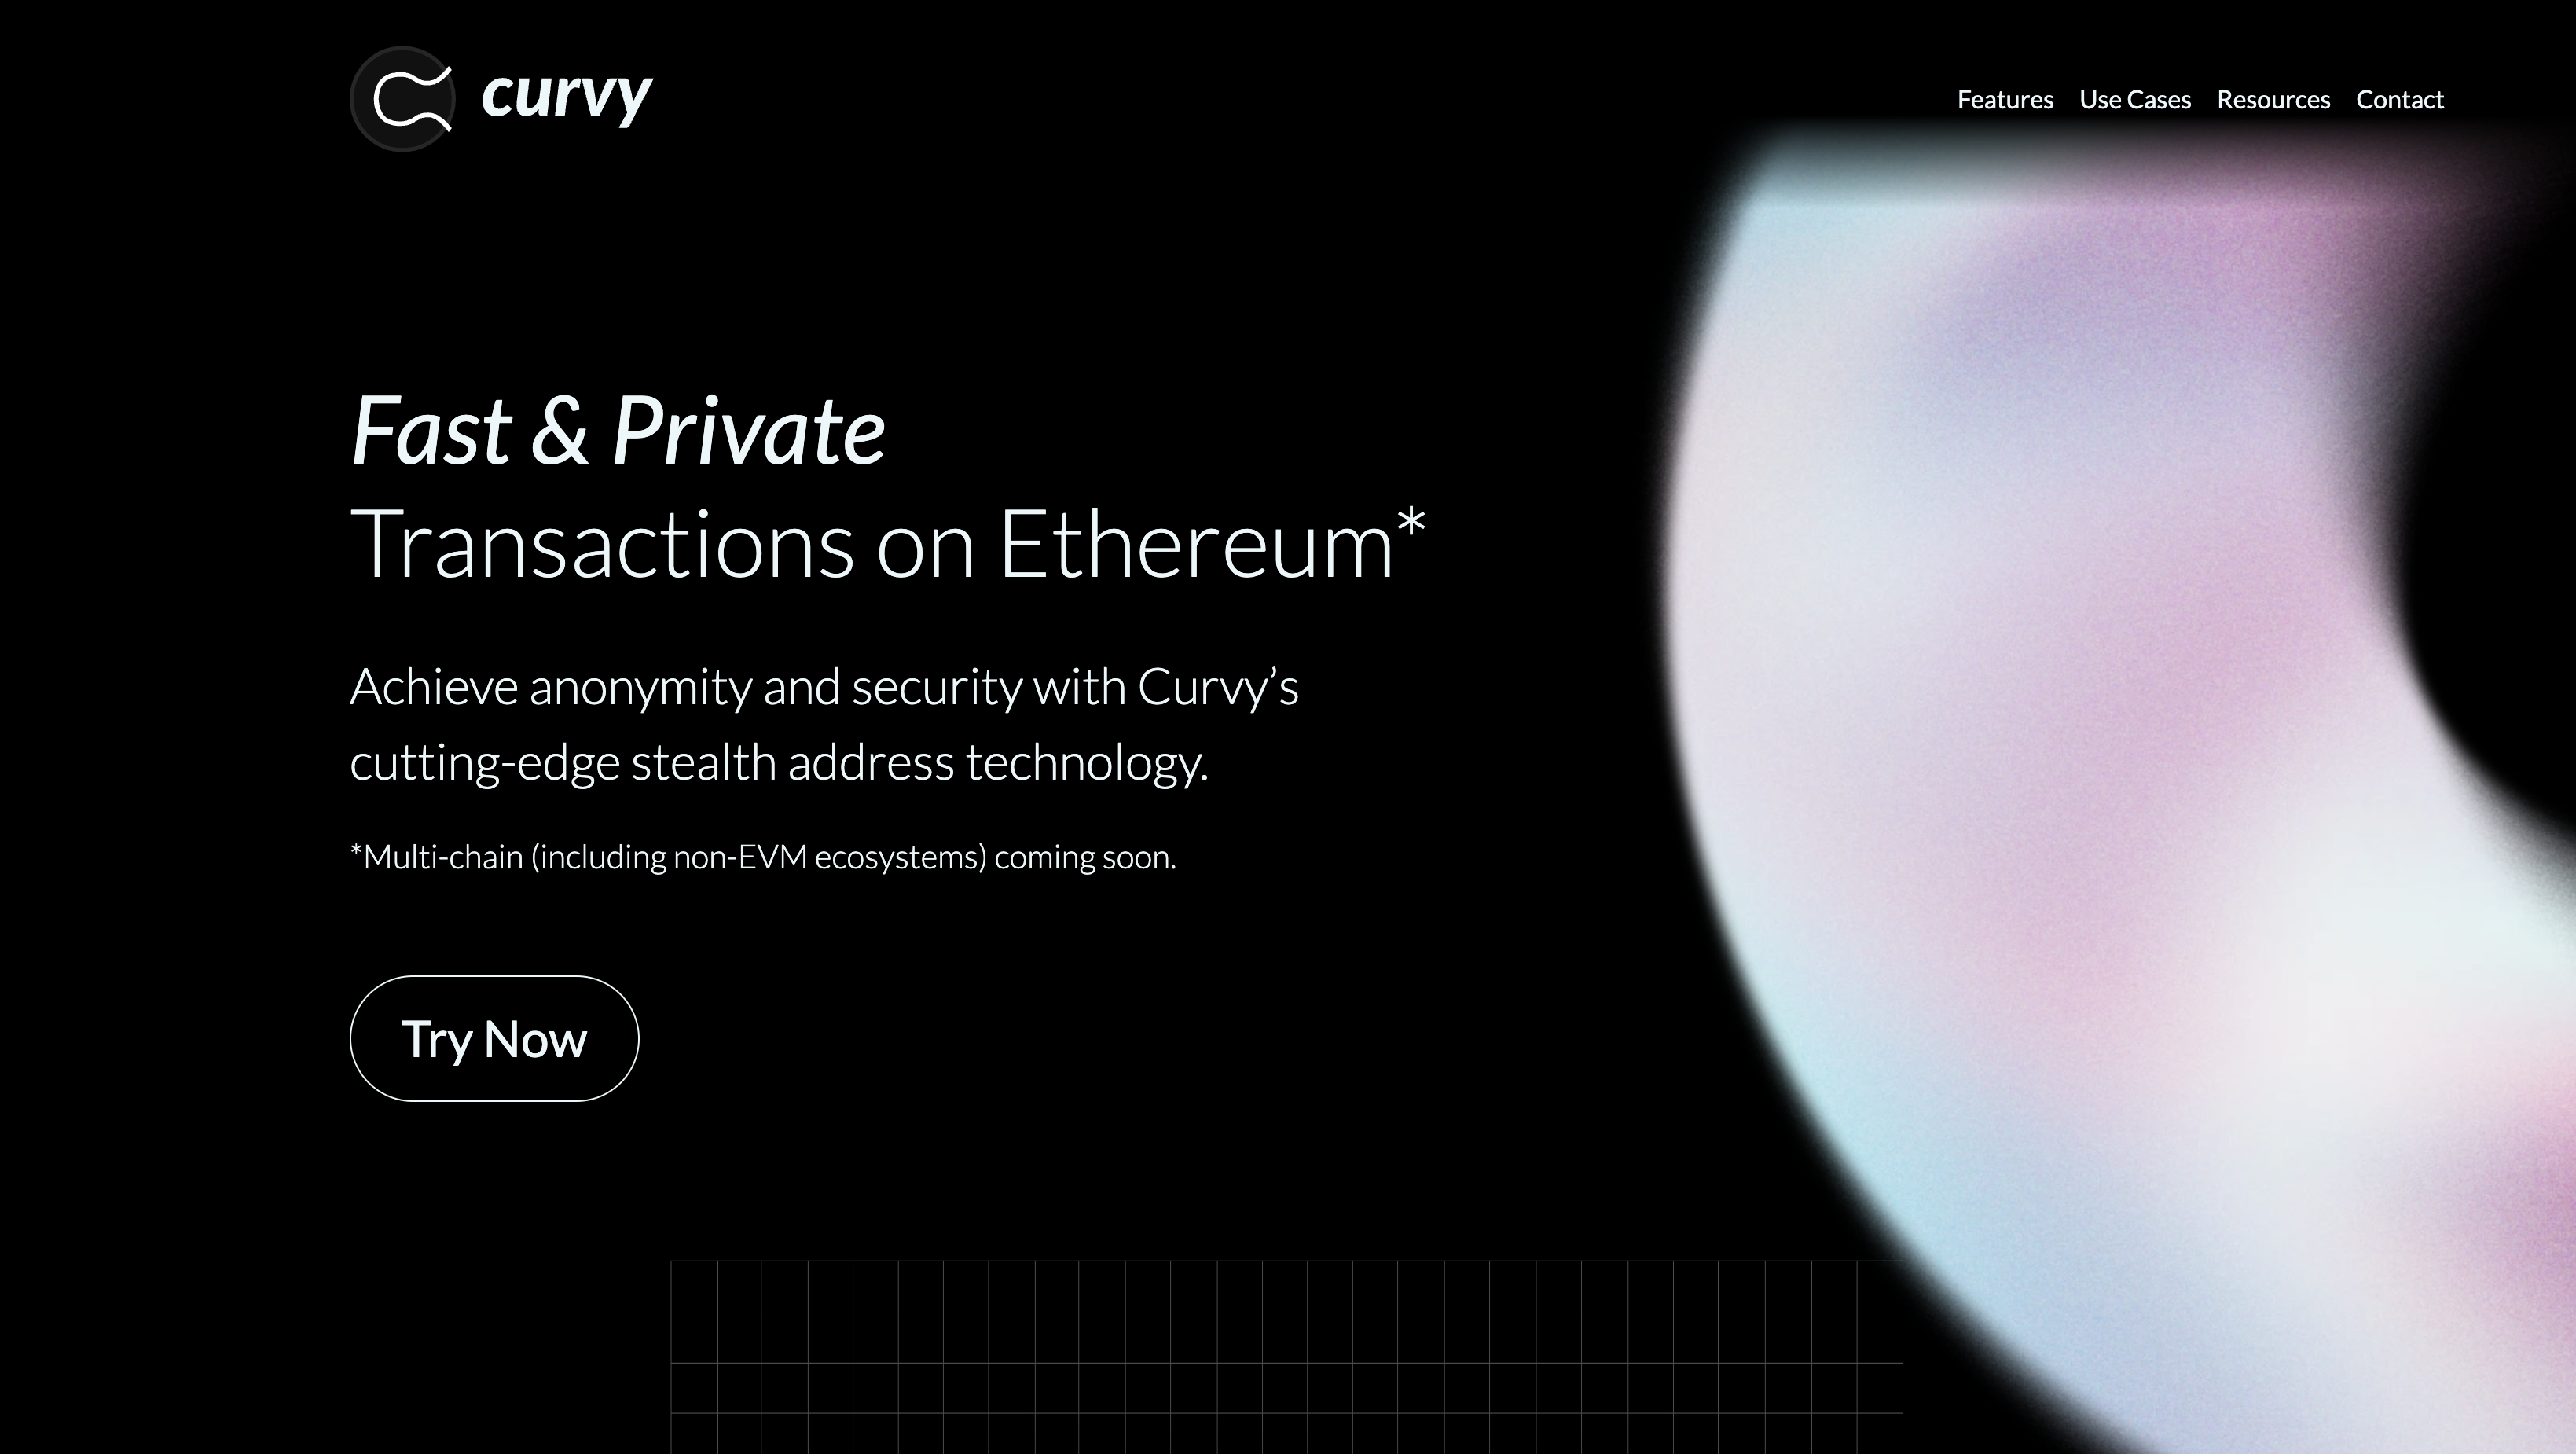 curvy
Features Use Cases Resources Contact
Fast & Private
Transactions on Ethereum*
Achieve anonymity and security with Curvy’s
cutting-edge stealth address technology.
*Multi-chain (including non-EVM ecosystems) coming soon.
Try Now